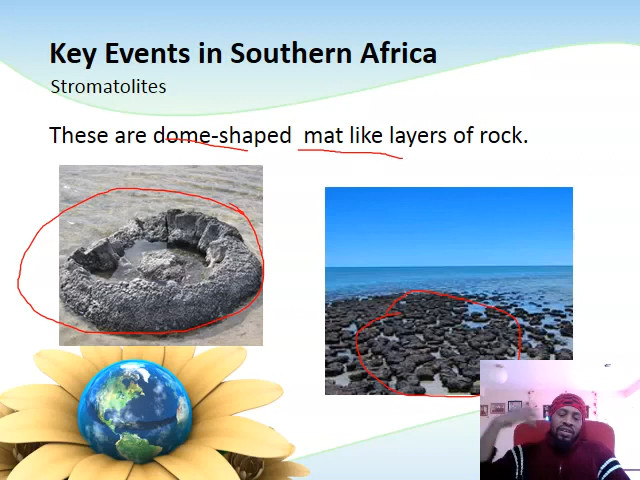 Key Events in Southern Africa
Stromatolites
These are dome-shaped  mat like layers of rock.